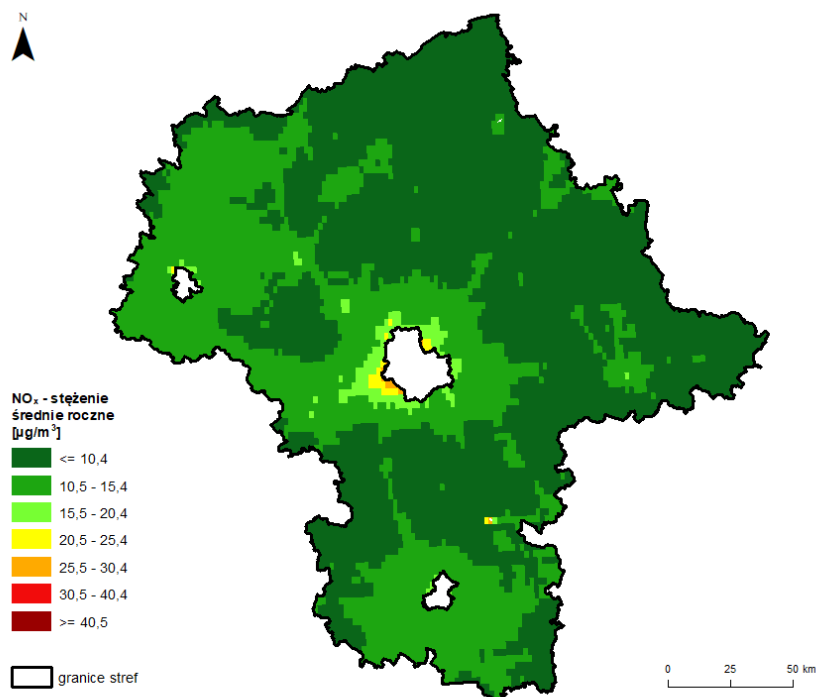 N
NOₓ - stężenie
średnie roczne
[µg/m³]
<= 10,4
10,5 - 15,4
15,5 - 20,4
20,5 - 25,4
25,5 - 30,4
30,5 - 40,4
>= 40,5
granice stref
0 25 50 km